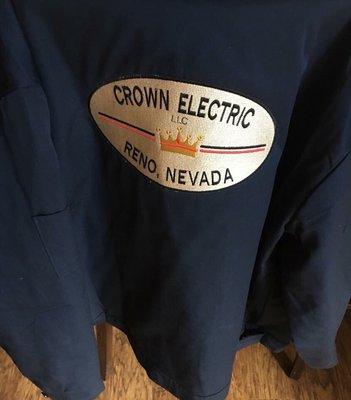 CROWN ELECTRIC
LLC
RENO, NEVADA